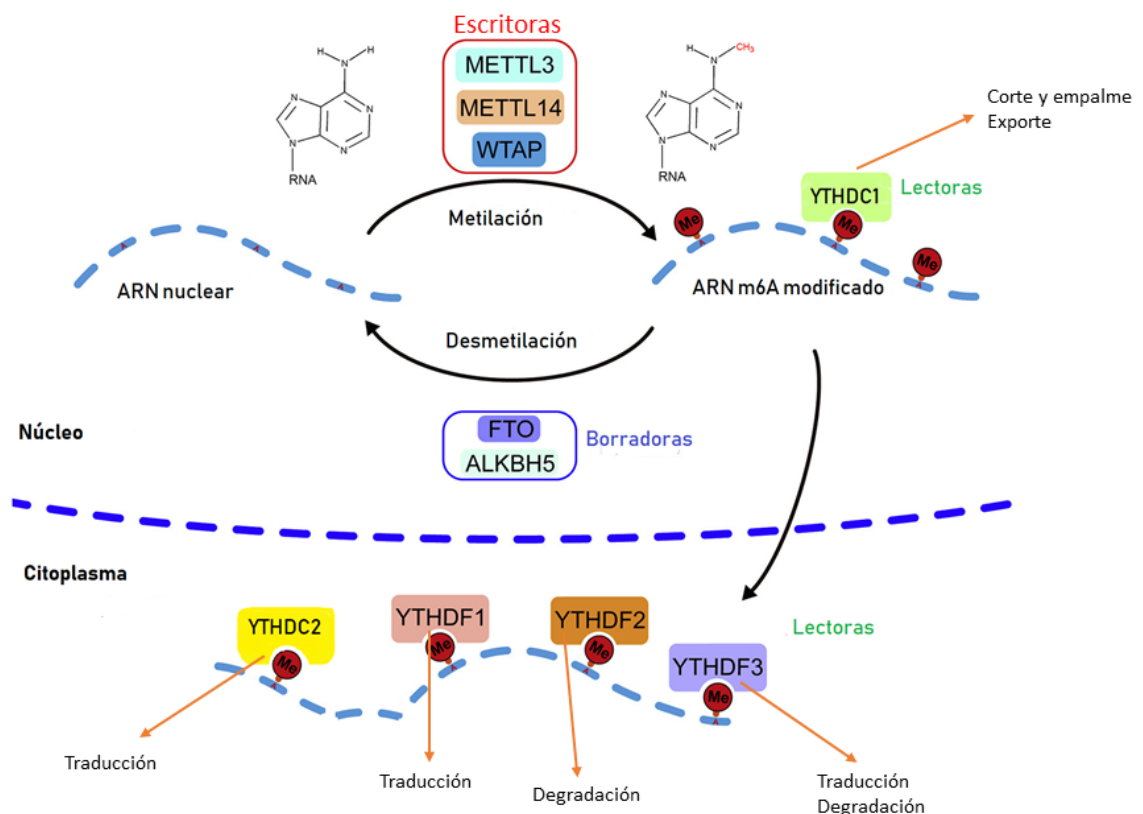 Escritoras
METTL3
METTL14
WTAP
H
H
N
N
N
N
N
RNA
H
CH3
N
N
N
N
N
RNA
Corte y empalme
Exporte
YTHDC1
Lectoras
Metilación
Me
Me
Me
A
A
A
A
A
A
ARN nuclear
ARN m6A modificado
Desmetilación
Núcleo
FTO
ALKBH5
Borradoras
Citoplasma
YTHDC2
YTHDF1
YTHDF2
YTHDF3
Lectoras
Me
Me
Me
Me
A
A
A
A
Traducción
Traducción
Degradación
Traducción
Degradación